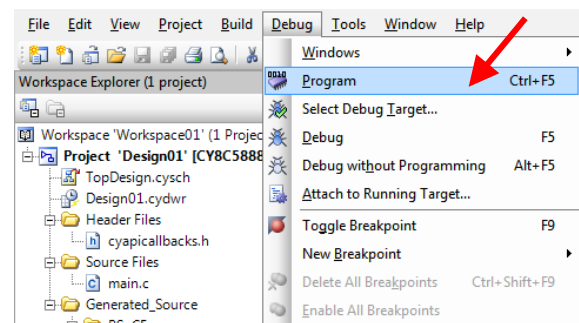 File Edit View Project Build Debug Tools Window Help
Workspace Explorer (1 project)
Workspace 'Workspace01' (1 Projec
Project 'Design01' [CY8C5888
TopDesign.cysch
Design01.cydwr
Header Files
cyapicallbacks.h
Source Files
main.c
Generated_Source
Windows
Program Ctrl+F5
Select Debug Target...
Debug F5
Debug without Programming Alt+F5
Attach to Running Target...
Toggle Breakpoint F9
New Breakpoint
Delete All Breakpoints Ctrl+Shift+F9
Enable All Breakpoints